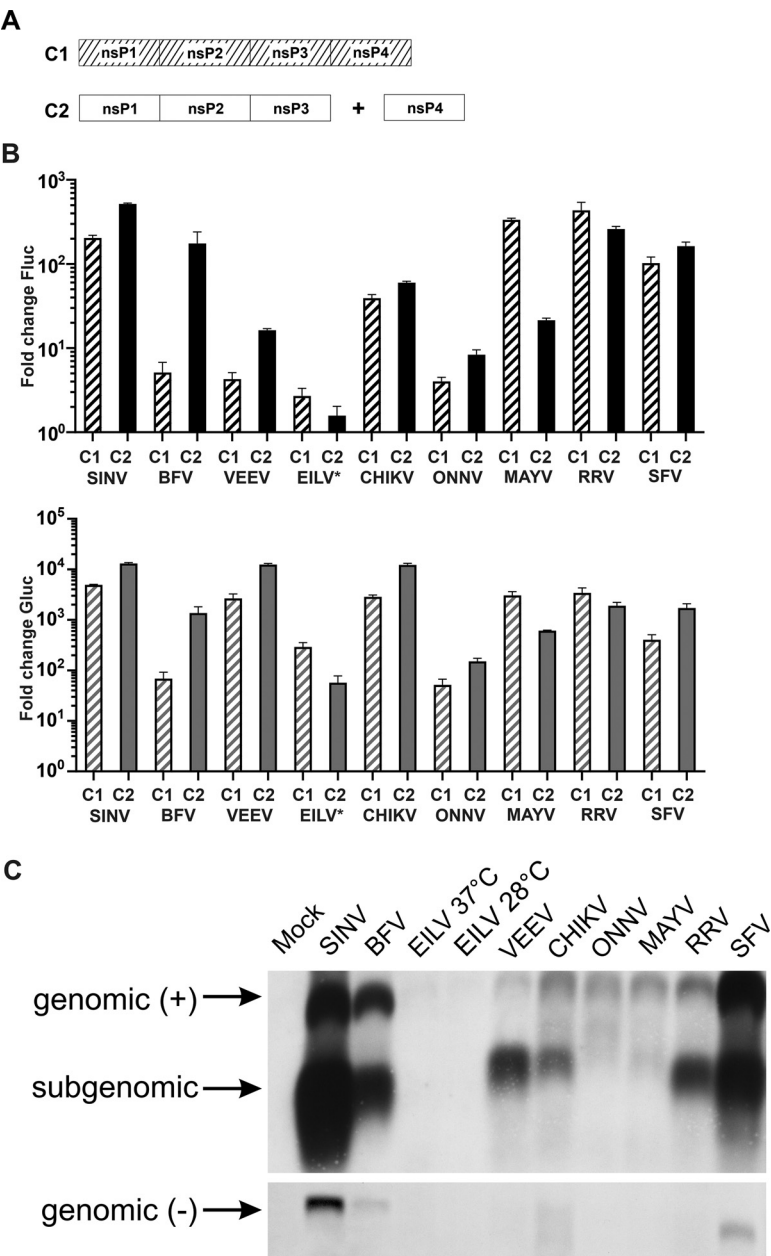 A
C1 nsP1 nsP2 nsP3 nsP4
C2 nsP1 nsP2 nsP3 + nsP4
B
Fold change Fluc
10³
10²
10¹
10⁰
C1 C2 C1 C2 C1 C2 C1 C2 C1 C2 C1 C2 C1 C2 C1 C2 C1 C2
SINV BFV VEEV EILV* CHIKV ONNV MAYV RRV SFV
Fold change Gluc
10⁵
10⁴
10³
10²
10¹
10⁰
C1 C2 C1 C2 C1 C2 C1 C2 C1 C2 C1 C2 C1 C2 C1 C2 C1 C2
SINV BFV VEEV EILV* CHIKV ONNV MAYV RRV SFV
C
Mock SINV BFV EILV 37°C EILV 28°C VEEV CHIKV ONNV MAYV RRV SFV
genomic (+)
subgenomic
genomic (-)